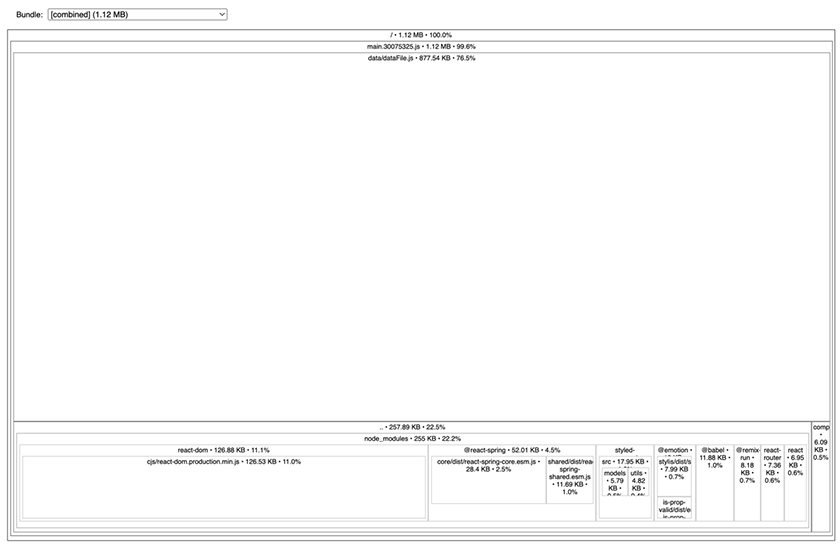 Bundle: [combined] (1.12 MB)
/ • 1.12 MB • 100.0%
main.30075325.js • 1.12 MB • 99.6%
data/dataFile.js • 877.54 KB • 76.5%
.. • 257.89 KB • 22.5%
node_modules • 255 KB • 22.2%
react-dom • 126.88 KB • 11.1%
cjs/react-dom.production.min.js • 126.53 KB • 11.0%
@react-spring • 52.01 KB • 4.5%
core/dist/react-spring-core.esm.js •
28.4 KB • 2.5%
shared/dist/rea
spring-
shared.esm.js
• 11.69 KB •
1.0%
styled-
src • 17.95 KB •
models
• 5.79
KB •
utils •
4.82
KB •
@emotion •
stylis/dist/s
• 7.99 KB
• 0.7%
is-prop-
valid/dist/e
@babel •
11.88 KB •
1.0%
@remix-
run •
8.18
KB •
0.7%
react-
router
• 7.36
KB •
0.6%
react
• 6.95
KB •
0.6%
comp
•
6.09
KB •
0.5%